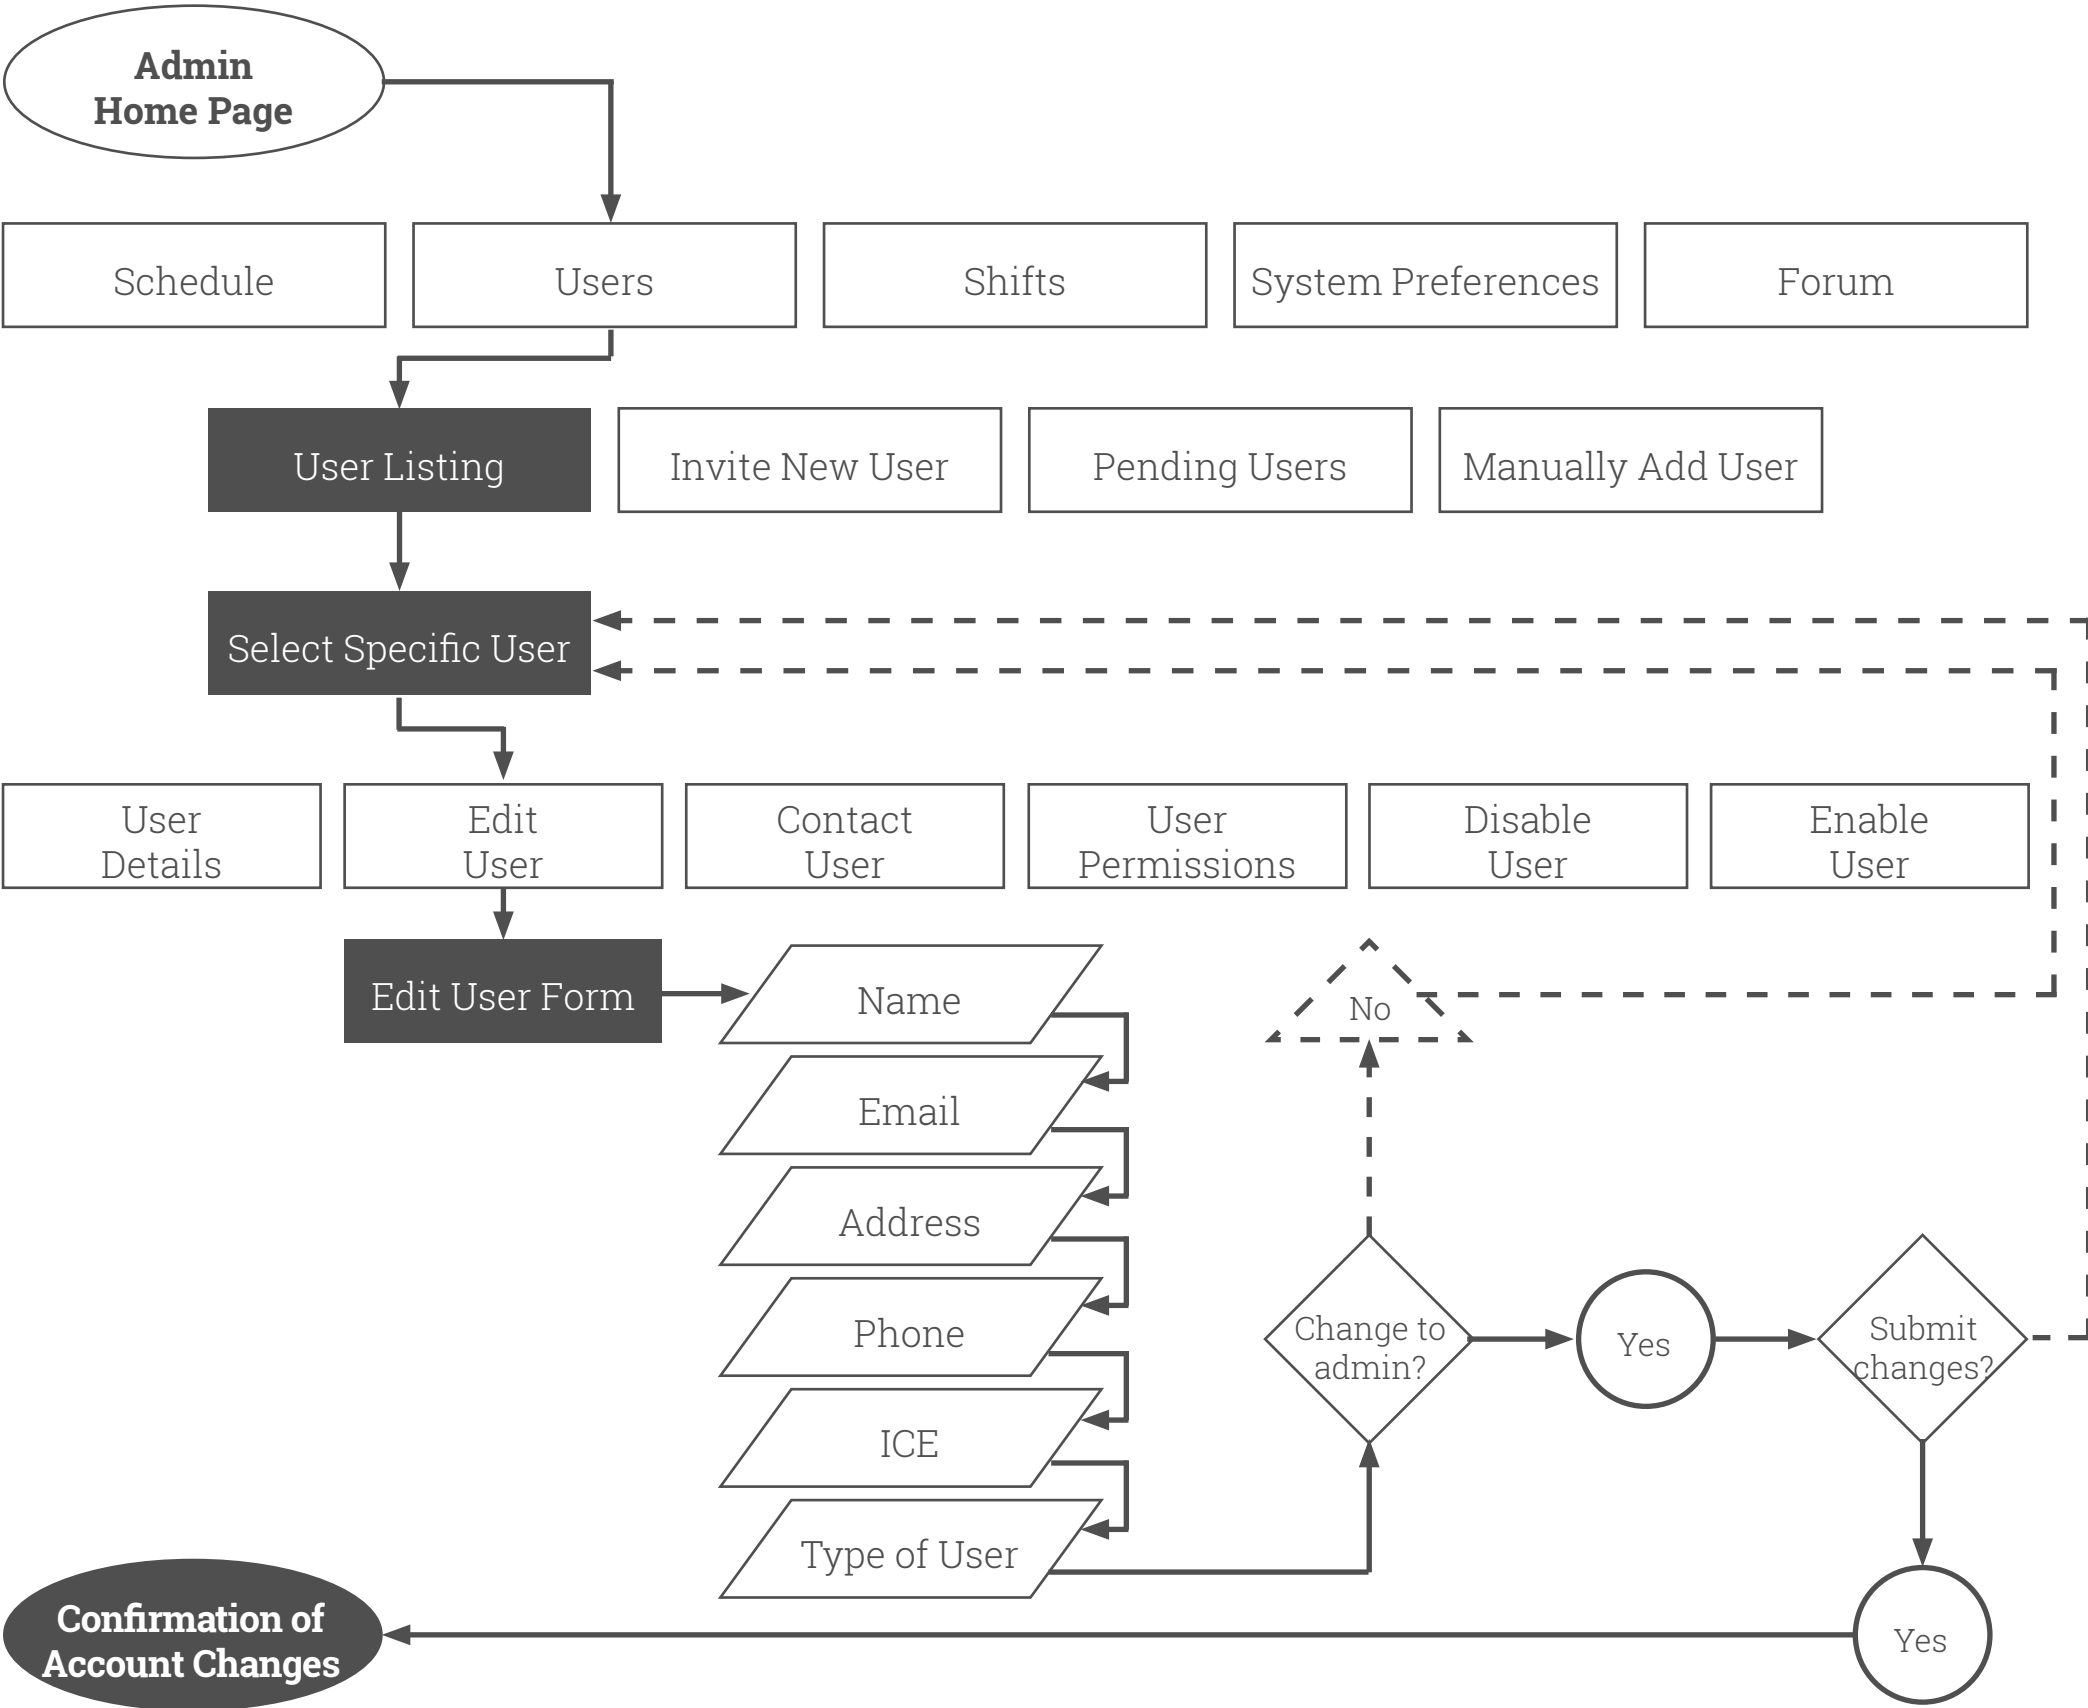 Admin
Home Page
Schedule
Users
Shifts
System Preferences
Forum
User Listing
Invite New User
Pending Users
Manually Add User
Select Specific User
User
Details
Edit
User
Contact
User
User
Permissions
Disable
User
Enable
User
Edit User Form
Name
No
Email
Address
Phone
Change to
admin?
Yes
Submit
changes?
ICE
Type of User
Confirmation of
Account Changes
Yes